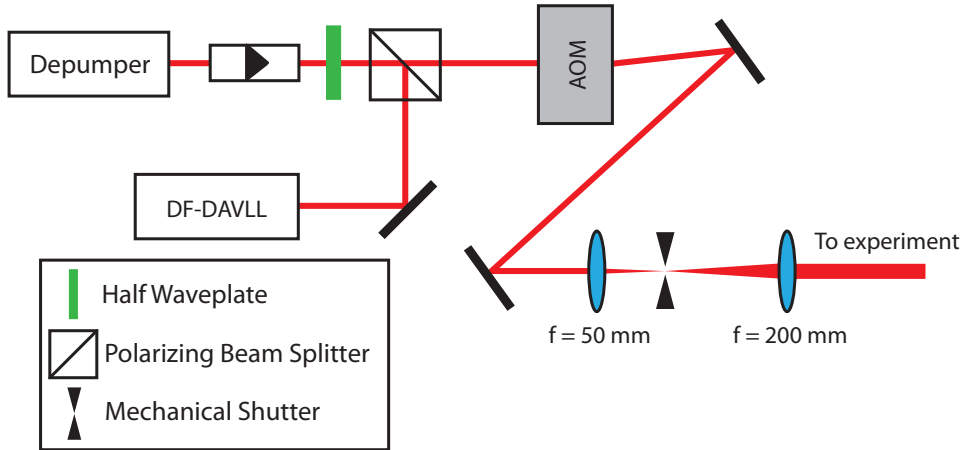 Depumper
AOM
DF-DAVLL
To experiment
f = 50 mm
f = 200 mm
Half Waveplate
Polarizing Beam Splitter
Mechanical Shutter